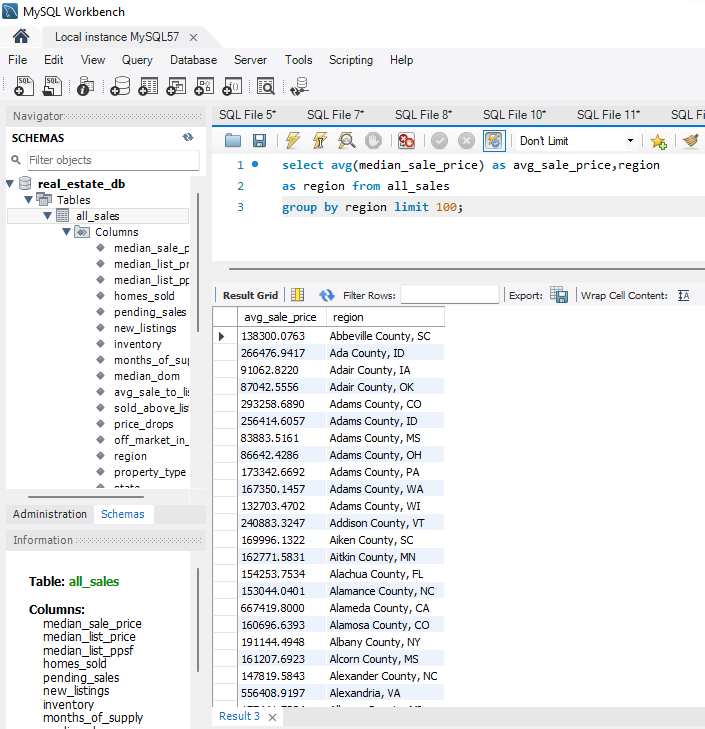 MySQL Workbench
Local instance MySQL57
File Edit View Query Database Server Tools Scripting Help
Navigator
SCHEMAS
Filter objects
real_estate_db
Tables
all_sales
Columns
median_sale_p
median_list_pr
median_list_pp
homes_sold
pending_sales
new_listings
inventory
months_of_sup
median_dom
avg_sale_to_li
sold_above_lis
price_drops
off_market_in_
region
property_type
state
Administration Schemas
Information
Table: all_sales
Columns:
median_sale_price
median_list_price
median_list_ppsf
homes_sold
pending_sales
new_listings
inventory
months_of_supply
SQL File 5* SQL File 7* SQL File 8* SQL File 10* SQL File 11* SQL Fi
Don't Limit
1 select avg(median_sale_price) as avg_sale_price,region
2 as region from all_sales
3 group by region limit 100;
Result Grid Filter Rows: Export: Wrap Cell Content:
avg_sale_price region
138300.0763 Abbeville County, SC
266476.9417 Ada County, ID
91062.8220 Adair County, IA
87042.5556 Adair County, OK
293258.6890 Adams County, CO
256414.6057 Adams County, ID
83883.5161 Adams County, MS
86642.4286 Adams County, OH
173342.6692 Adams County, PA
167350.1457 Adams County, WA
132703.4702 Adams County, WI
240883.3247 Addison County, VT
169996.1322 Aiken County, SC
162771.5831 Aitkin County, MN
154253.7534 Alachua County, FL
153044.0401 Alamance County, NC
667419.8000 Alameda County, CA
160696.6393 Alamosa County, CO
191144.4948 Albany County, NY
161207.6923 Alcorn County, MS
147819.5843 Alexander County, NC
556408.9197 Alexandria, VA
Result 3